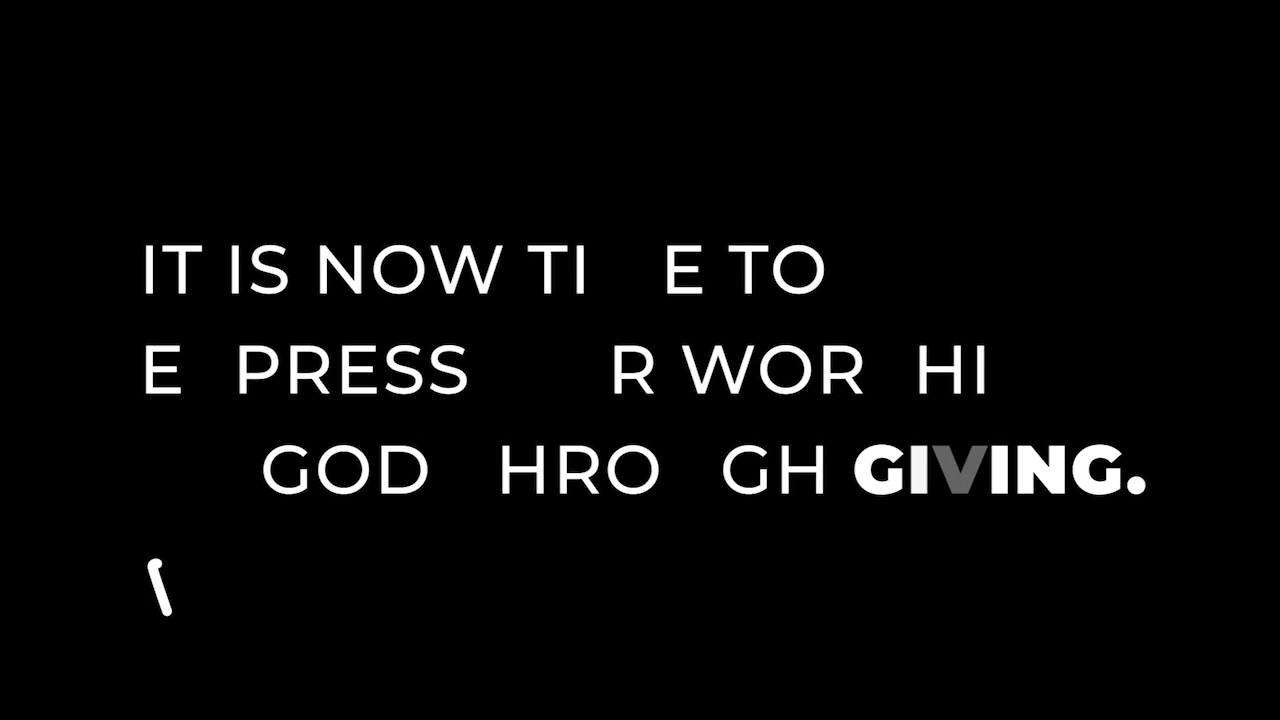 IT IS NOW TI E TO
E PRESS R WOR HI
GOD HRO GH GIVING.